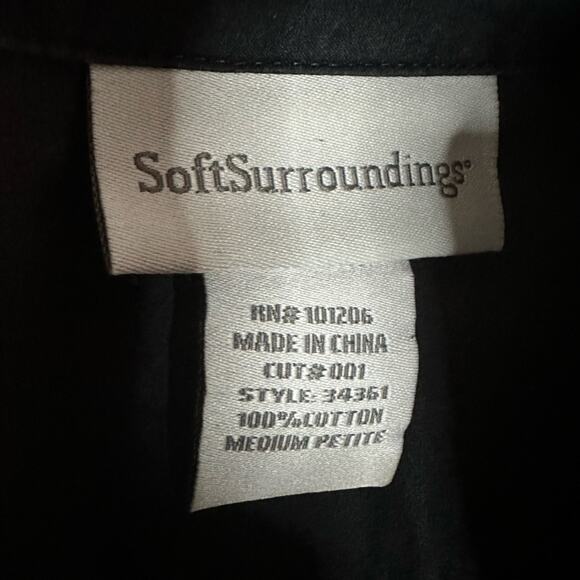 SoftSurroundings®
RN# 101206
MADE IN CHINA
CUT# 001
STYLE: 34361
100% COTTON
MEDIUM PETITE